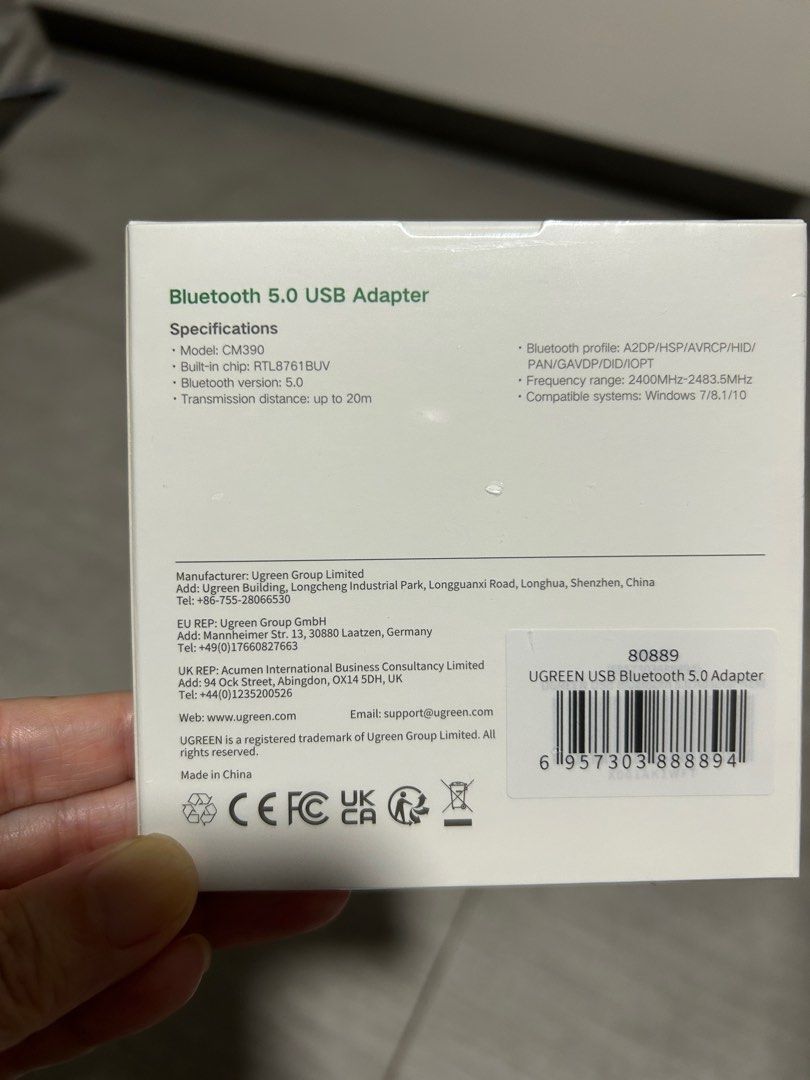 Bluetooth 5.0 USB Adapter
Specifications
· Model: CM390
· Built-in chip: RTL8761BUV
· Bluetooth version: 5.0
· Transmission distance: up to 20m
· Bluetooth profile: A2DP/HSP/AVRCP/HID/
PAN/GAVDP/DID/IOPT
· Frequency range: 2400MHz-2483.5MHz
· Compatible systems: Windows 7/8.1/10
Manufacturer: Ugreen Group Limited
Add: Ugreen Building, Longcheng Industrial Park, Longguanxi Road, Longhua, Shenzhen, China
Tel: +86-755-28066530
EU REP: Ugreen Group GmbH
Add: Mannheimer Str. 13, 30880 Laatzen, Germany
Tel: +49(0)17660827663
UK REP: Acumen International Business Consultancy Limited
Add: 94 Ock Street, Abingdon, OX14 5DH, UK
Tel: +44(0)1235200526
Web: www.ugreen.com Email: support@ugreen.com
UGREEN is a registered trademark of Ugreen Group Limited. All
rights reserved.
Made in China
CE FC UK
CA
80889
UGREEN USB Bluetooth 5.0 Adapter
6 957303 888894